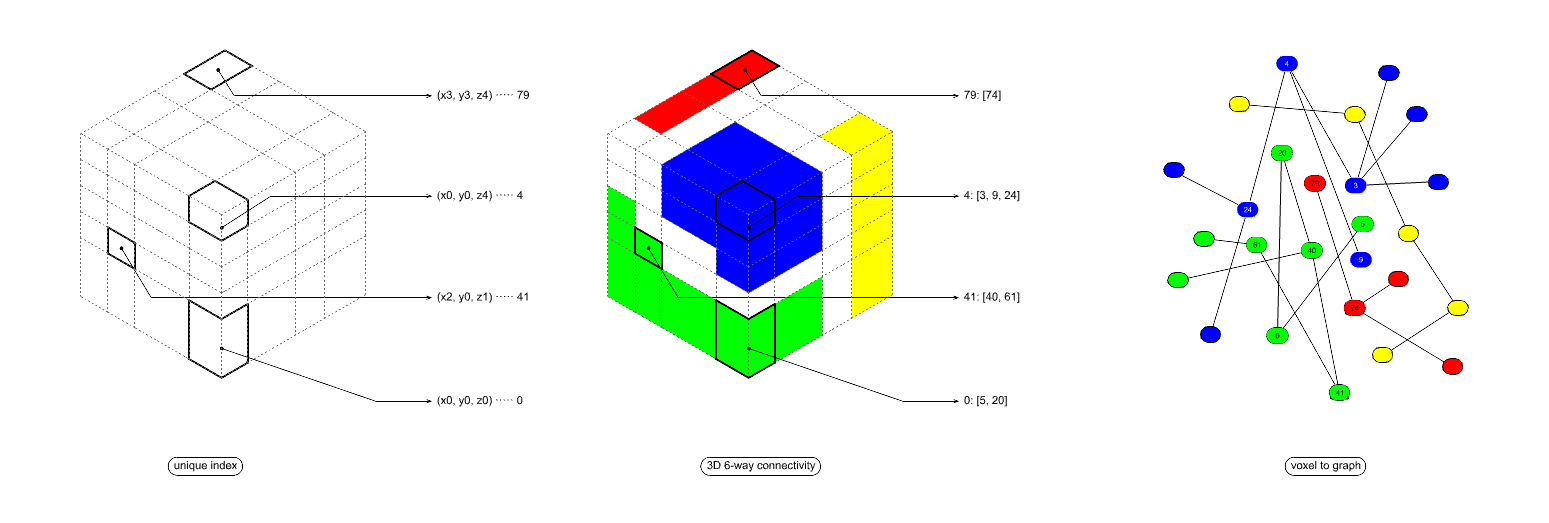 (x3, y3, z4) ····· 79
(x0, y0, z4) ····· 4
(x2, y0, z1) ····· 41
(x0, y0, z0) ····· 0
unique index
79: [74]
4: [3, 9, 24]
41: [40, 61]
0: [5, 20]
3D 6-way connectivity
4
20
79
3
24
5
61
40
9
74
0
41
voxel to graph